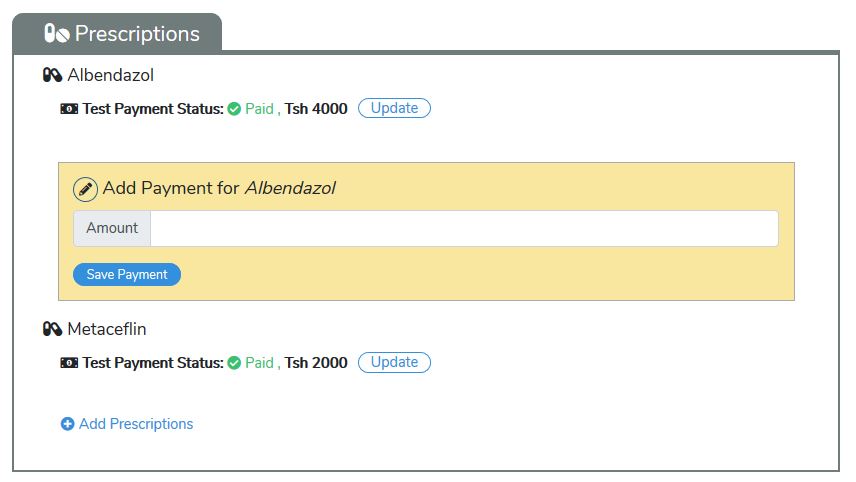 Prescriptions
Albendazol
Test Payment Status: Paid , Tsh 4000 Update
Add Payment for Albendazol
Amount
Save Payment
Metaceflin
Test Payment Status: Paid , Tsh 2000 Update
Add Prescriptions